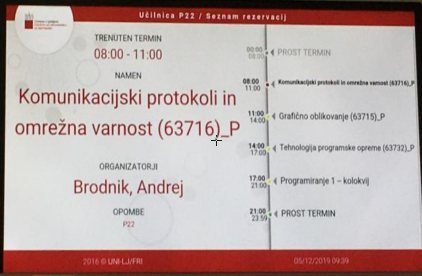 Učilnica P22 / Seznam rezervacij
TRENUTEN TERMIN
08:00 - 11:00
NAMEN
Komunikacijski protokoli in
omrežna varnost (63716)_P
ORGANIZATORJI
Brodnik, Andrej
OPOMBE
P22
00:00
08:00
PROST TERMIN
08:00
11:00
Komunikacijski protokoli in omrežna varnost (63716)_P
11:00
14:00
Grafično oblikovanje (63715)_P
14:00
17:00
Tehnologija programske opreme (63732)_P
17:00
21:00
Programiranje 1 – kolokvij
21:00
23:59
PROST TERMIN
2016 © UNI-LJ/FRI
05/12/2019 09:39